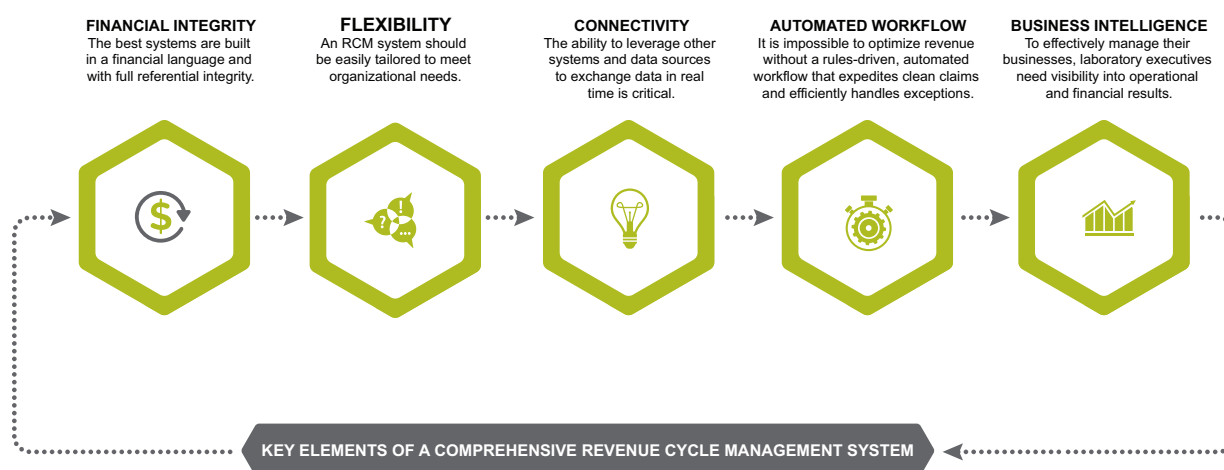 FINANCIAL INTEGRITY
The best systems are built
in a financial language and
with full referential integrity.
FLEXIBILITY
An RCM system should
be easily tailored to meet
organizational needs.
CONNECTIVITY
The ability to leverage other
systems and data sources
to exchange data in real
time is critical.
AUTOMATED WORKFLOW
It is impossible to optimize revenue
without a rules-driven, automated
workflow that expedites clean claims
and efficiently handles exceptions.
BUSINESS INTELLIGENCE
To effectively manage their
businesses, laboratory executives
need visibility into operational
and financial results.
$
? ! ...
KEY ELEMENTS OF A COMPREHENSIVE REVENUE CYCLE MANAGEMENT SYSTEM